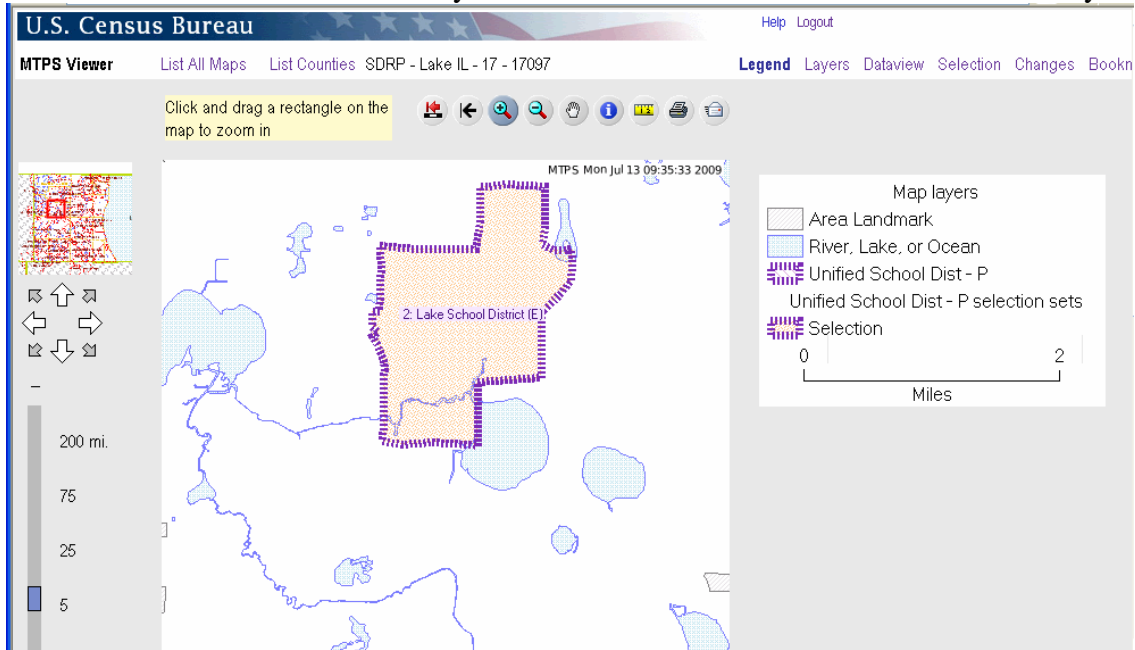 U.S. Census Bureau
Help Logout
MTPS Viewer List All Maps List Counties SDRP - Lake IL - 17 - 17097 Legend Layers Dataview Selection Changes Bookn
Click and drag a rectangle on the
map to zoom in
MTPS Mon Jul 13 09:35:33 2009
Map layers
Area Landmark
River, Lake, or Ocean
Unified School Dist - P
Unified School Dist - P selection sets
Selection
0 2
Miles
2: Lake School District (E)
200 mi.
75
25
5